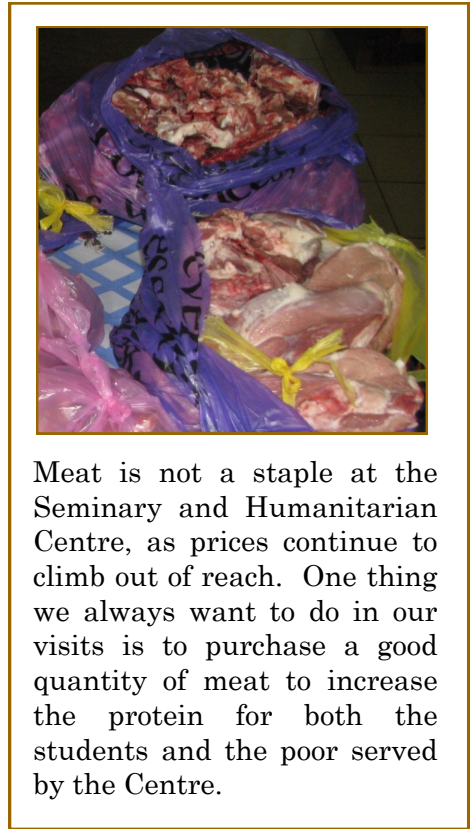 Meat is not a staple at the
Seminary and Humanitarian
Centre, as prices continue to
climb out of reach.  One thing
we always want to do in our
visits is to purchase a good
quantity of meat to increase
the protein for both the
students and the poor served
by the Centre.